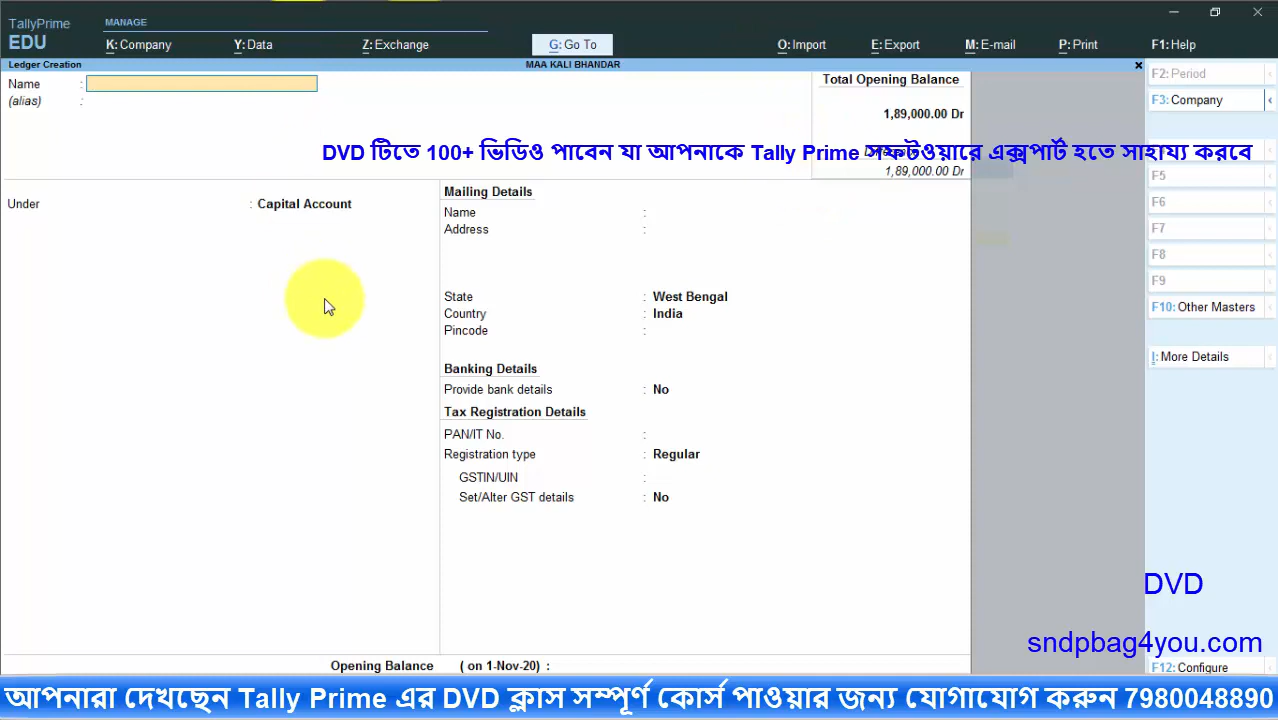 TallyPrime
EDU
MANAGE
K: Company
Y: Data
Z: Exchange
G: Go To
O: Import
E: Export
M: E-mail
P: Print
F1: Help
Ledger Creation
MAA KALI BHANDAR
Name :
(alias) :
Total Opening Balance
1,89,000.00 Dr
DVD টিতে 100+ ভিডিও পাবেন যা আপনাকে Tally Prime সফটওয়ারে এক্সপার্ট হতে সাহায্য করবে
1,89,000.00 Dr
Under : Capital Account
Mailing Details
Name :
Address :
State : West Bengal
Country : India
Pincode :
Banking Details
Provide bank details : No
Tax Registration Details
PAN/IT No. :
Registration type : Regular
GSTIN/UIN :
Set/Alter GST details : No
Opening Balance ( on 1-Nov-20) :
F2: Period
F3: Company
F5
F6
F7
F8
F9
F10: Other Masters
I: More Details
DVD
sndpbag4you.com
F12: Configure
আপনারা দেখছেন Tally Prime এর DVD ক্লাস সম্পূর্ণ কোর্স পাওয়ার জন্য যোগাযোগ করুন 7980048890